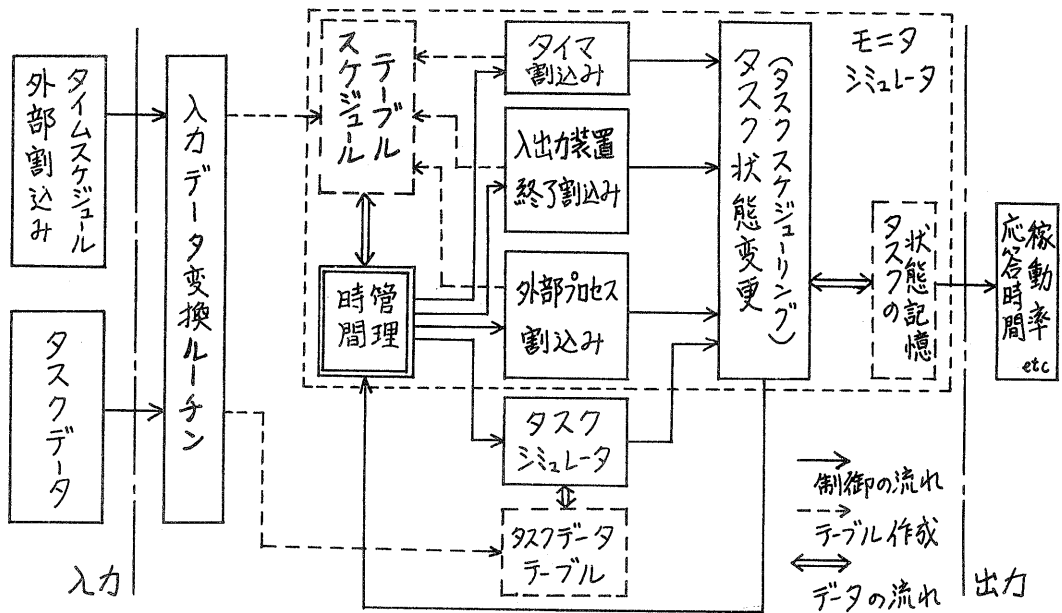 外部割込み
タイムスケジュール
タスクデータ
入力
入力データ変換ルーチン
スケジュール
テーブル
時間
管理
タイマ
割込み
入出力装置
終了割込み
外部プロセス
割込み
タスク
シミュレータ
タスクデータ
テーブル
タスク状態変更
(タスクスケジューリング)
モニタ
シミュレータ
タスクの
状態記憶
応答時間
稼動率
etc
制御の流れ
テーブル作成
データの流れ
出力